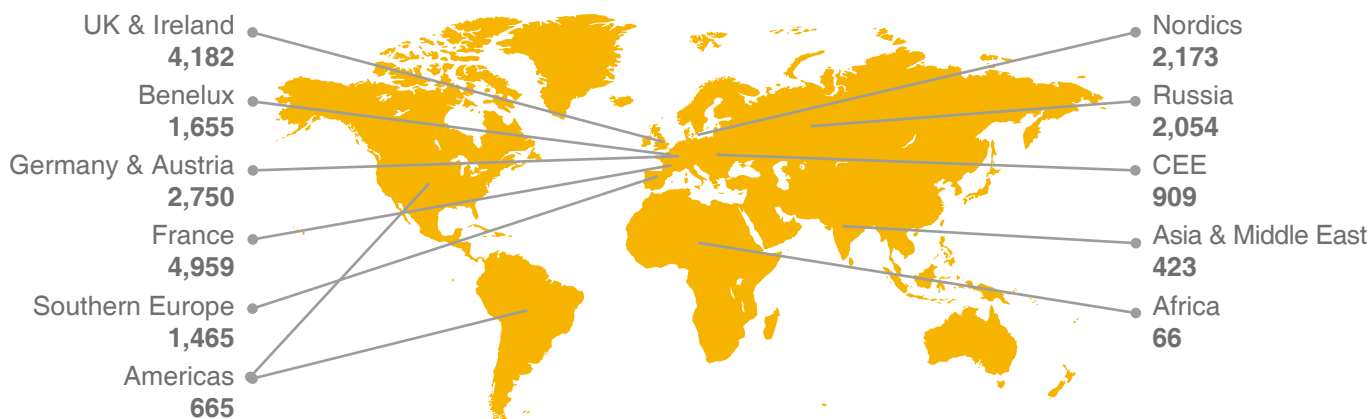 UK & Ireland
4,182
Benelux
1,655
Germany & Austria
2,750
France
4,959
Southern Europe
1,465
Americas
665
Nordics
2,173
Russia
2,054
CEE
909
Asia & Middle East
423
Africa
66